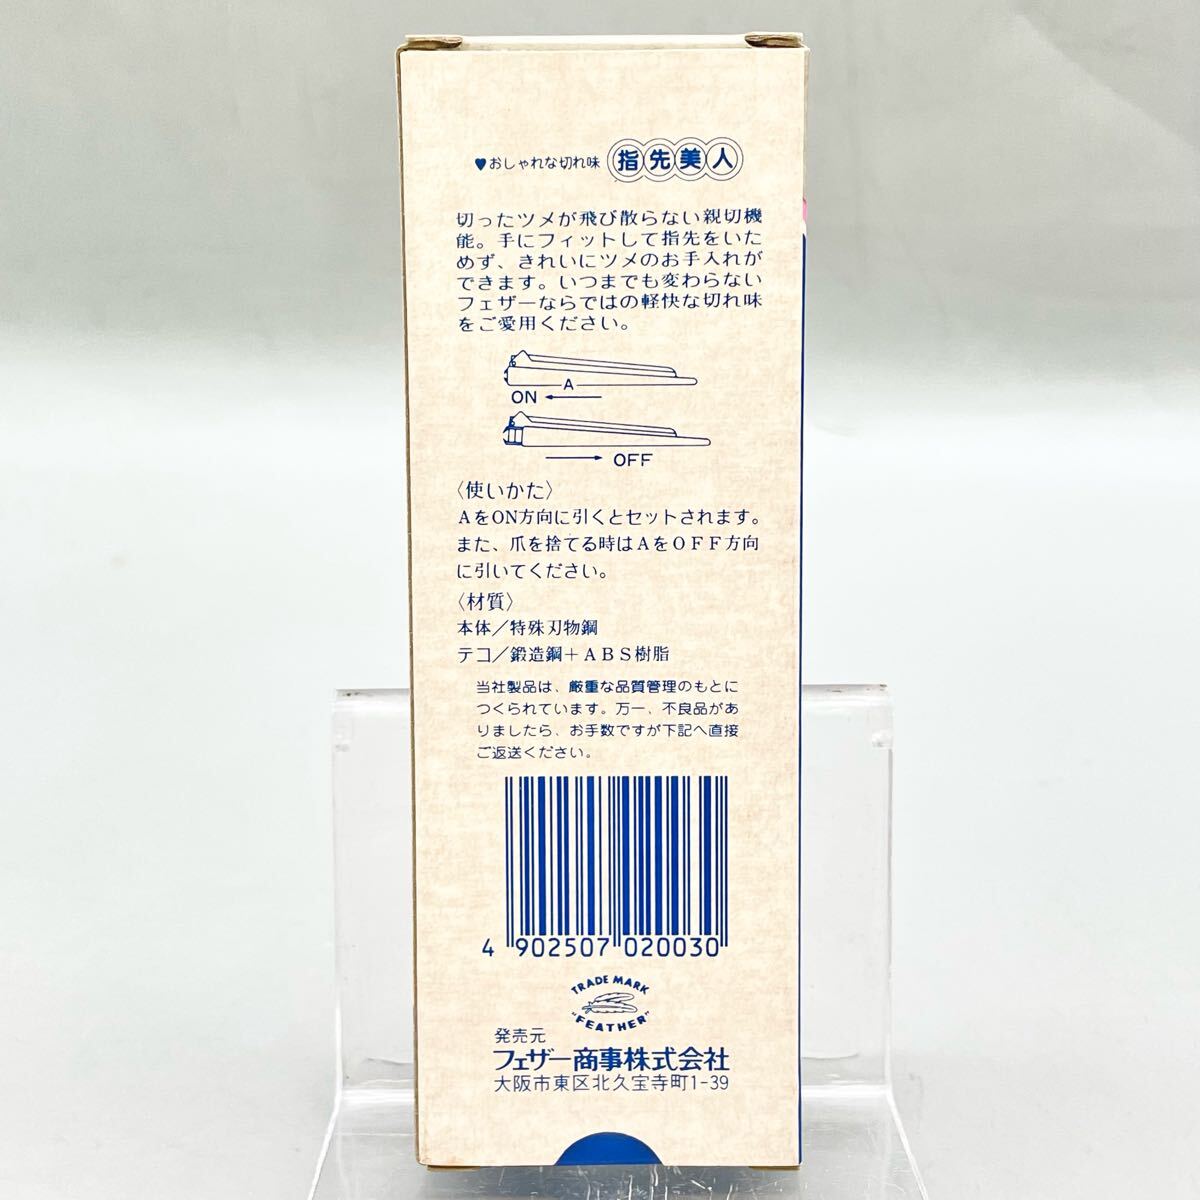 ♥おしゃれな切れ味 指先美人
切ったツメが飛び散らない親切機
能。手にフィットして指先をいた
めず、きれいにツメのお手入れが
できます。いつまでも変わらない
フェザーならではの軽快な切れ味
をご愛用ください。
A
ON
OFF
〈使いかた〉
AをON方向に引くとセットされます。
また、爪を捨てる時はAをOFF方向
に引いてください。
〈材質〉
本体／特殊刃物鋼
テコ／鍛造鋼＋ABS樹脂
当社製品は、厳重な品質管理のもとに
つくられています。万一、不良品があ
りましたら、お手数ですが下記へ直接
ご返送ください。
4 902507 020030
TRADE MARK
"FEATHER"
発売元
フェザー商事株式会社
大阪市東区北久宝寺町1-39